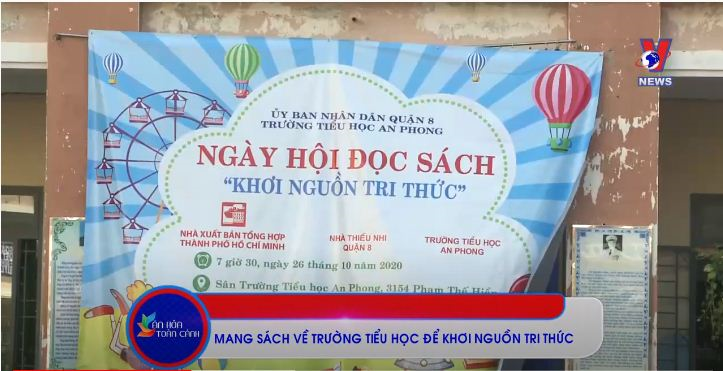 V
NEWS
ỦY BAN NHÂN DÂN QUẬN 8
TRƯỜNG TIỂU HỌC AN PHONG
NGÀY HỘI ĐỌC SÁCH
"KHƠI NGUỒN TRI THỨC"
NHÀ XUẤT BẢN TỔNG HỢP
THÀNH PHỐ HỒ CHÍ MINH
NHÀ THIẾU NHI
QUẬN 8
TRƯỜNG TIỂU HỌC
AN PHONG
7 giờ 30, ngày 26 tháng 10 năm 2020
Sân Trường Tiểu học An Phong, 3154 Phạm Thế Hiển
VĂN HÓA
TOÀN CẢNH
MANG SÁCH VỀ TRƯỜNG TIỂU HỌC ĐỂ KHƠI NGUỒN TRI THỨC